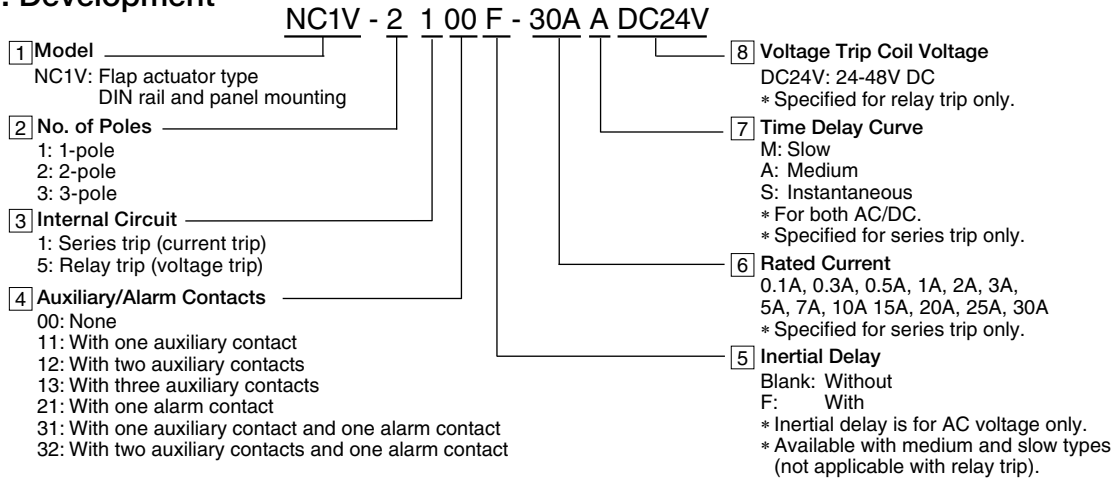 . Development
NC1V - 2 1 00 F - 30A A DC24V
1 Model
NC1V: Flap actuator type
DIN rail and panel mounting
2 No. of Poles
1: 1-pole
2: 2-pole
3: 3-pole
3 Internal Circuit
1: Series trip (current trip)
5: Relay trip (voltage trip)
4 Auxiliary/Alarm Contacts
00: None
11: With one auxiliary contact
12: With two auxiliary contacts
13: With three auxiliary contacts
21: With one alarm contact
31: With one auxiliary contact and one alarm contact
32: With two auxiliary contacts and one alarm contact
8 Voltage Trip Coil Voltage
DC24V: 24-48V DC
* Specified for relay trip only.
7 Time Delay Curve
M: Slow
A: Medium
S: Instantaneous
* For both AC/DC.
* Specified for series trip only.
6 Rated Current
0.1A, 0.3A, 0.5A, 1A, 2A, 3A,
5A, 7A, 10A 15A, 20A, 25A, 30A
* Specified for series trip only.
5 Inertial Delay
Blank: Without
F: With
* Inertial delay is for AC voltage only.
* Available with medium and slow types
(not applicable with relay trip).